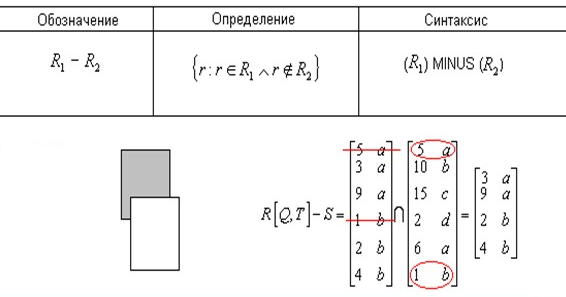 Обозначение Определение Синтаксис
R₁ − R₂ {r : r ∈ R₁ ∧ r ∉ R₂} (R₁) MINUS (R₂)
R[Q,T] − S = [5 a ∩ [5 a = [3 a
3 a 10 b 9 a
9 a 15 c 2 b
1 b 2 d 4 b]
2 b 6 a
4 b] 1 b]